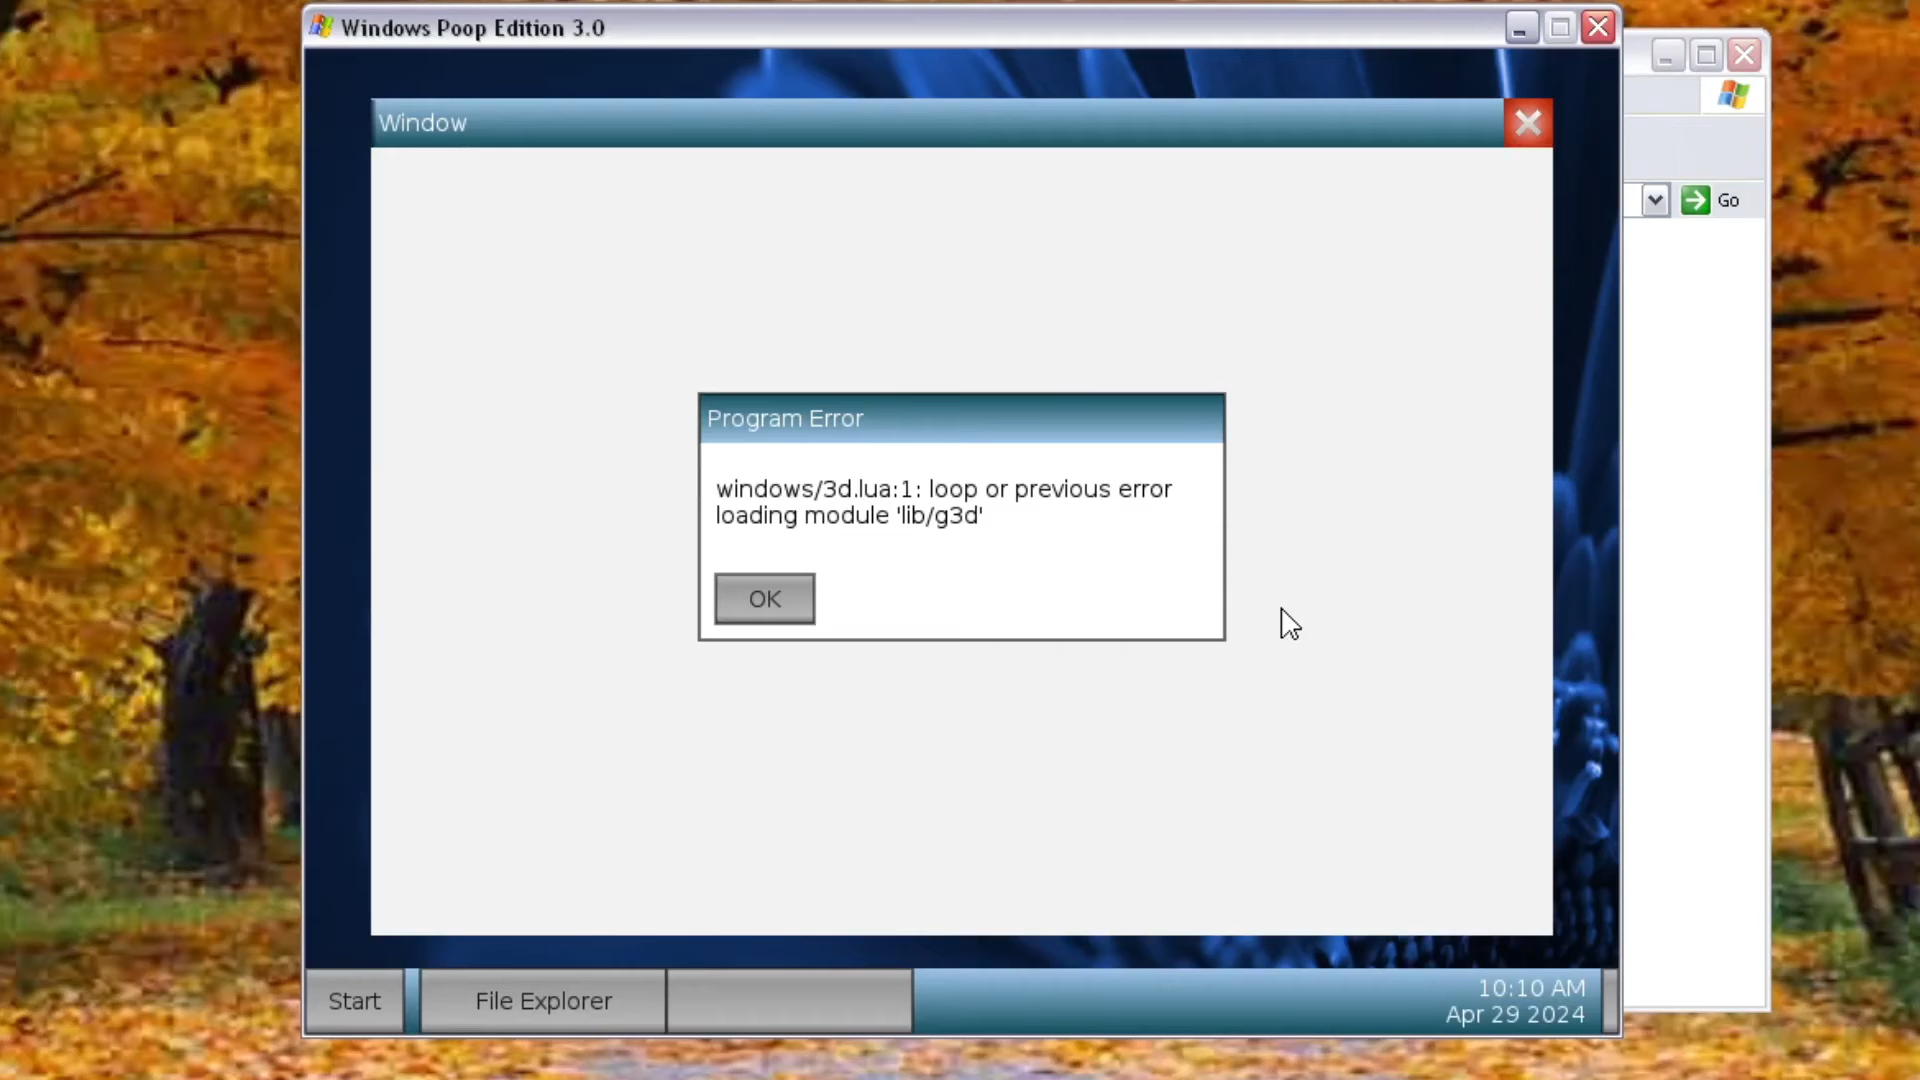 Windows Poop Edition 3.0
Window
Go
Program Error
windows/3d.lua:1: loop or previous error
loading module 'lib/g3d'
OK
Start
File Explorer
10:10 AM
Apr 29 2024